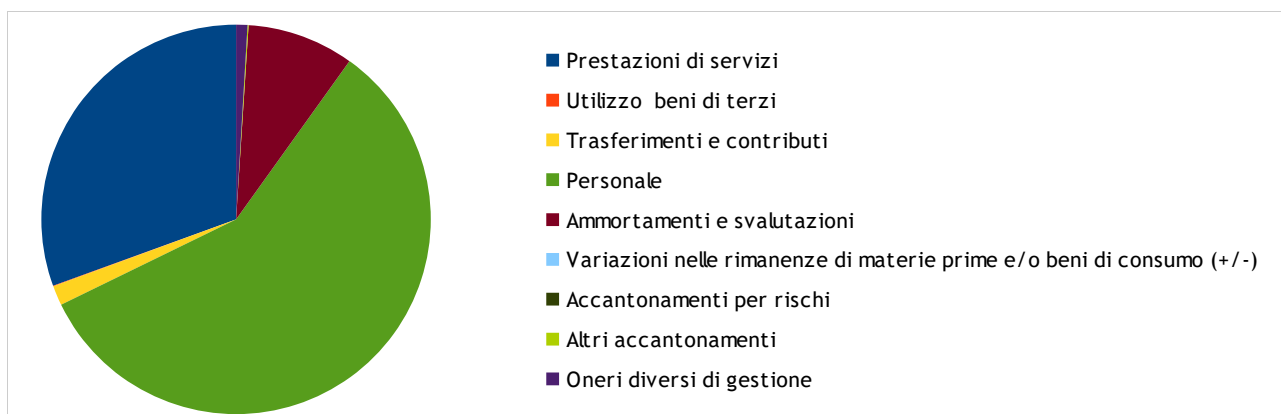 Prestazioni di servizi
Utilizzo beni di terzi
Trasferimenti e contributi
Personale
Ammortamenti e svalutazioni
Variazioni nelle rimanenze di materie prime e/o beni di consumo (+/-)
Accantonamenti per rischi
Altri accantonamenti
Oneri diversi di gestione